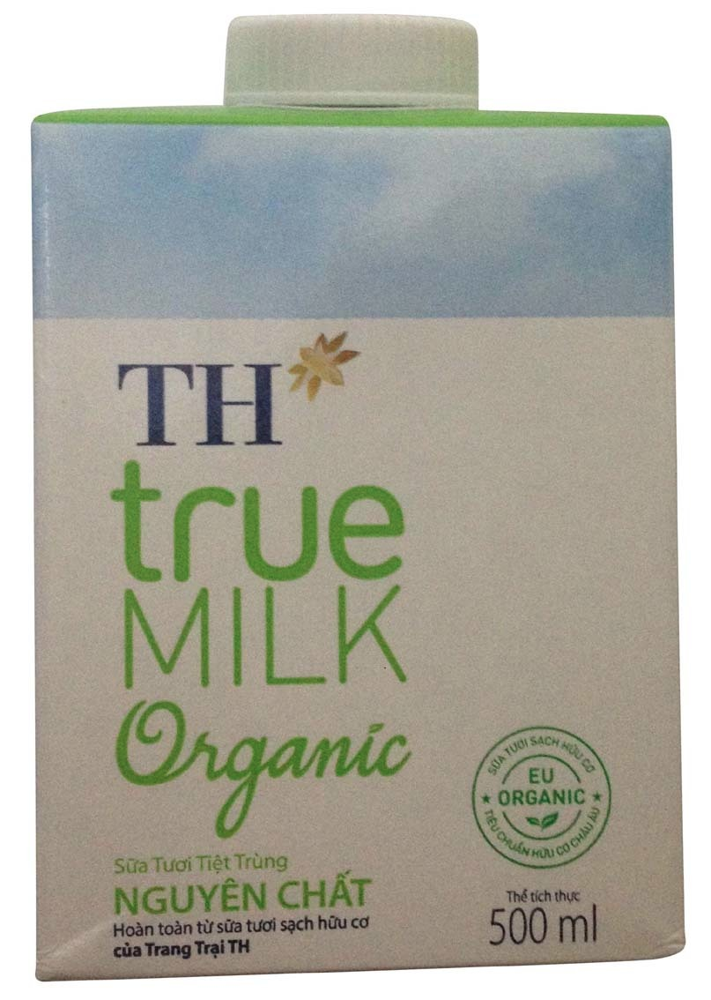 TH
true
MILK
Organic
SỮA TƯƠI SẠCH HỮU CƠ
EU
ORGANIC
TIÊU CHUẨN HỮU CƠ CHÂU ÂU
Sữa Tươi Tiệt Trùng
NGUYÊN CHẤT
Hoàn toàn từ sữa tươi sạch hữu cơ
của Trang Trại TH
Thể tích thực
500 ml